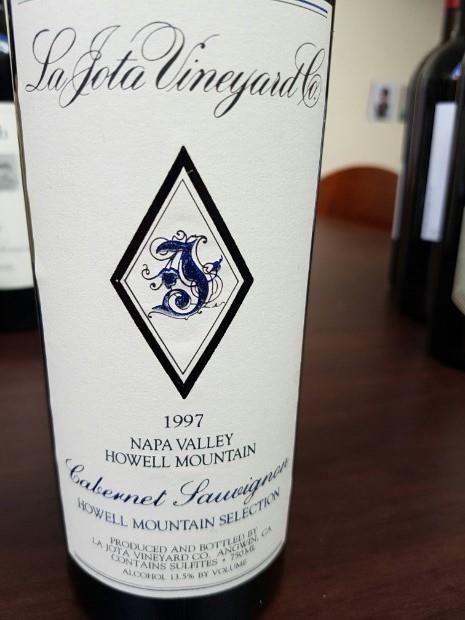 La Jota Vineyard Co.
J
1997
NAPA VALLEY
HOWELL MOUNTAIN
Cabernet Sauvignon
HOWELL MOUNTAIN SELECTION
PRODUCED AND BOTTLED BY
LA JOTA VINEYARD CO. ANGWIN, CA
CONTAINS SULFITES • 750ML
ALCOHOL 13.5% BY VOLUME